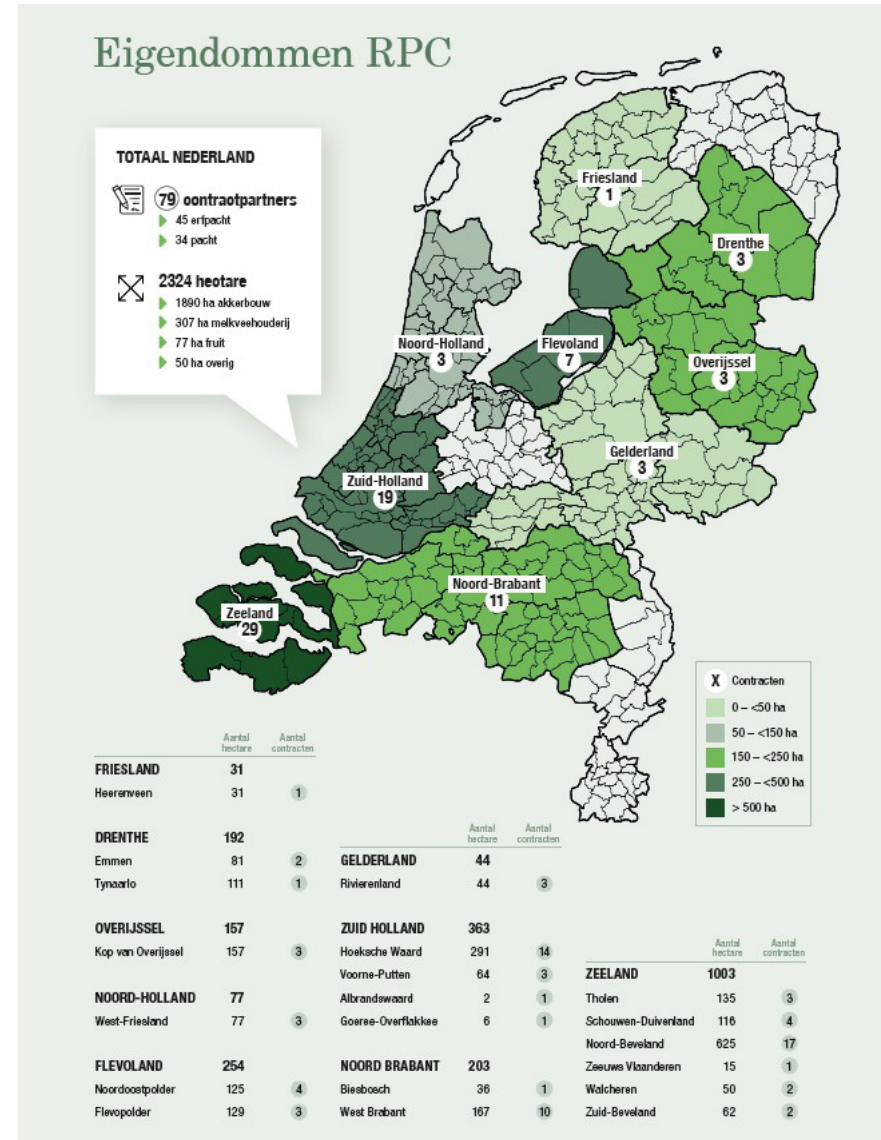 Eigendommen RPC
TOTAAL NEDERLAND
79 oontraotpartners
45 erfpacht
34 pacht
2324 heotare
1890 ha akkerbouw
307 ha melkveehouderij
77 ha fruit
50 ha overig
Friesland
1
Drenthe
3
Noord-Holland
3
Flevoland
7
Overijssel
3
Gelderland
3
Zuid-Holland
19
Noord-Brabant
11
Zeeland
29
X Contracten
0 – <50 ha
50 – <150 ha
150 – <250 ha
250 – <500 ha
> 500 ha
Aantal hectare Aantal contracten
FRIESLAND 31
Heerenveen 31 1
DRENTHE 192
Emmen 81 2
Tynaarlo 111 1
OVERIJSSEL 157
Kop van Overijssel 157 3
NOORD-HOLLAND 77
West-Friesland 77 3
FLEVOLAND 254
Noordoostpolder 125 4
Flevopolder 129 3
Aantal hectare Aantal contracten
GELDERLAND 44
Rivierenland 44 3
ZUID HOLLAND 363
Hoeksche Waard 291 14
Voorne-Putten 64 3
Albrandswaard 2 1
Goeree-Overflakkee 6 1
NOORD BRABANT 203
Biesbosch 36 1
West Brabant 167 10
Aantal hectare Aantal contracten
ZEELAND 1003
Tholen 135 3
Schouwen-Duivenland 116 4
Noord-Beveland 625 17
Zeeuws Vlaanderen 15 1
Walcheren 50 2
Zuid-Beveland 62 2